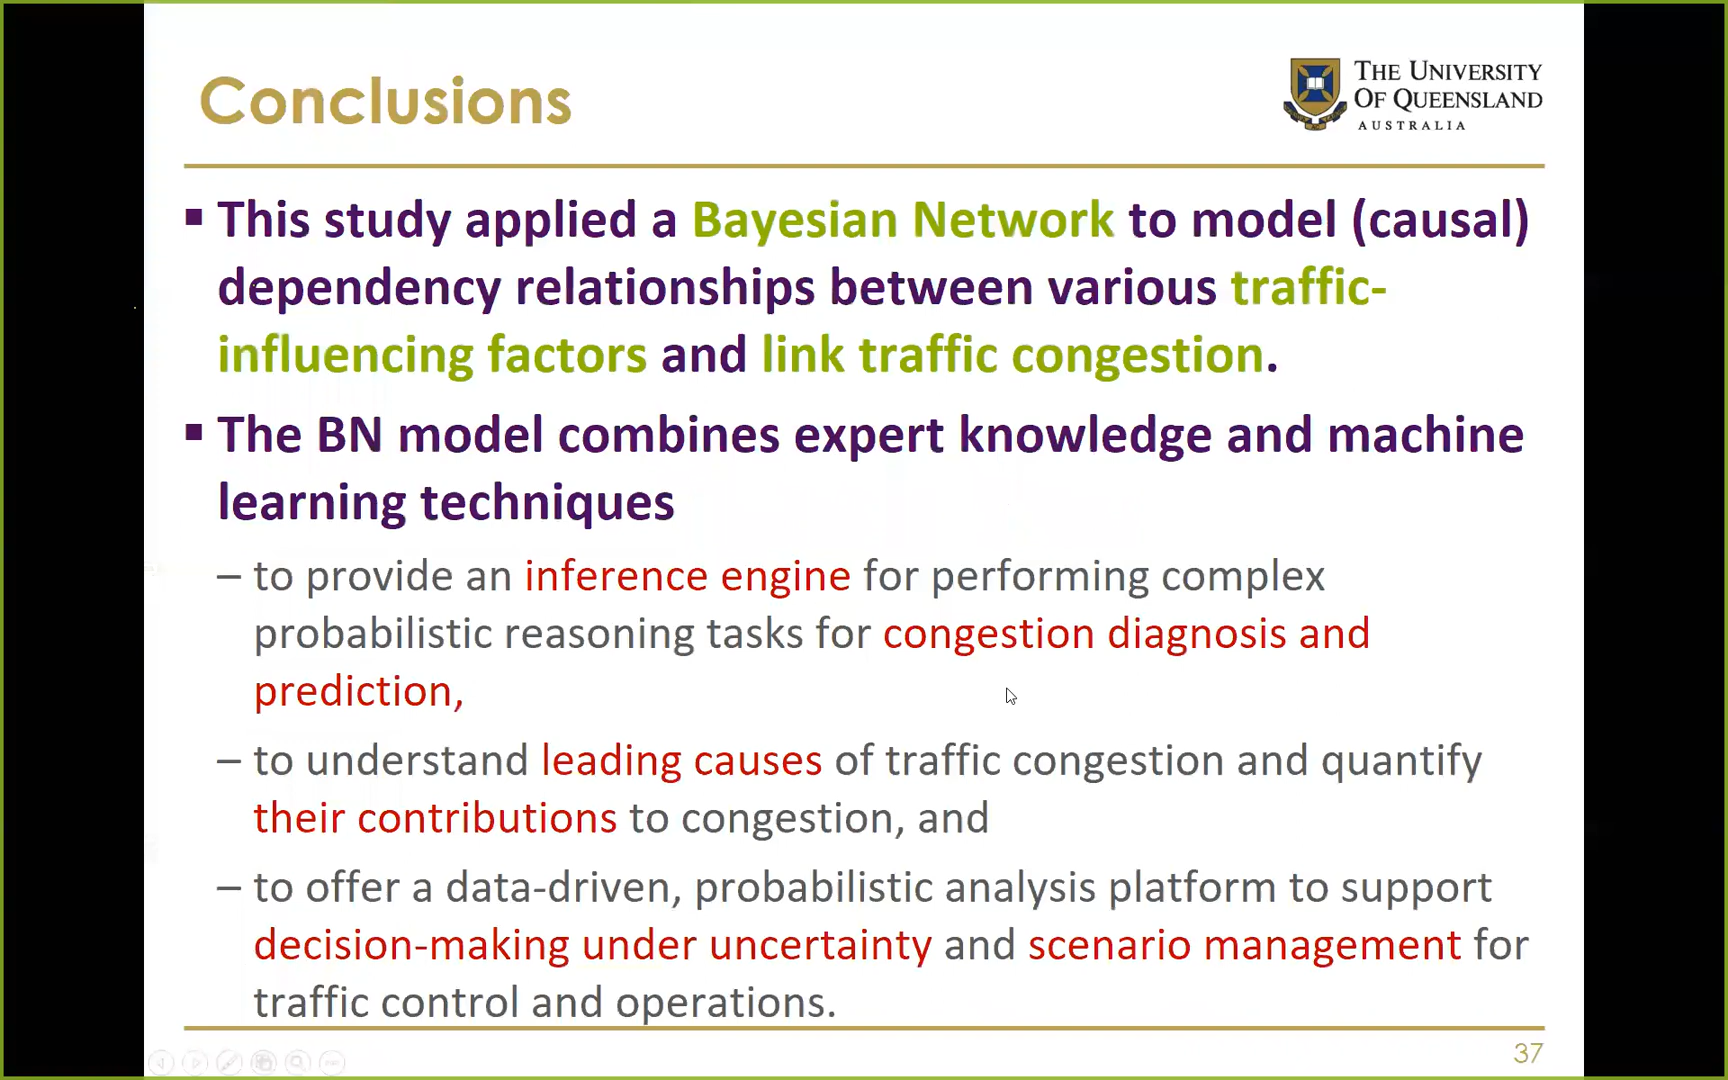 Conclusions
THE UNIVERSITY
OF QUEENSLAND
AUSTRALIA
▪ This study applied a Bayesian Network to model (causal)
dependency relationships between various traffic-
influencing factors and link traffic congestion.
▪ The BN model combines expert knowledge and machine
learning techniques
– to provide an inference engine for performing complex
probabilistic reasoning tasks for congestion diagnosis and
prediction,
– to understand leading causes of traffic congestion and quantify
their contributions to congestion, and
– to offer a data-driven, probabilistic analysis platform to support
decision-making under uncertainty and scenario management for
traffic control and operations.
37